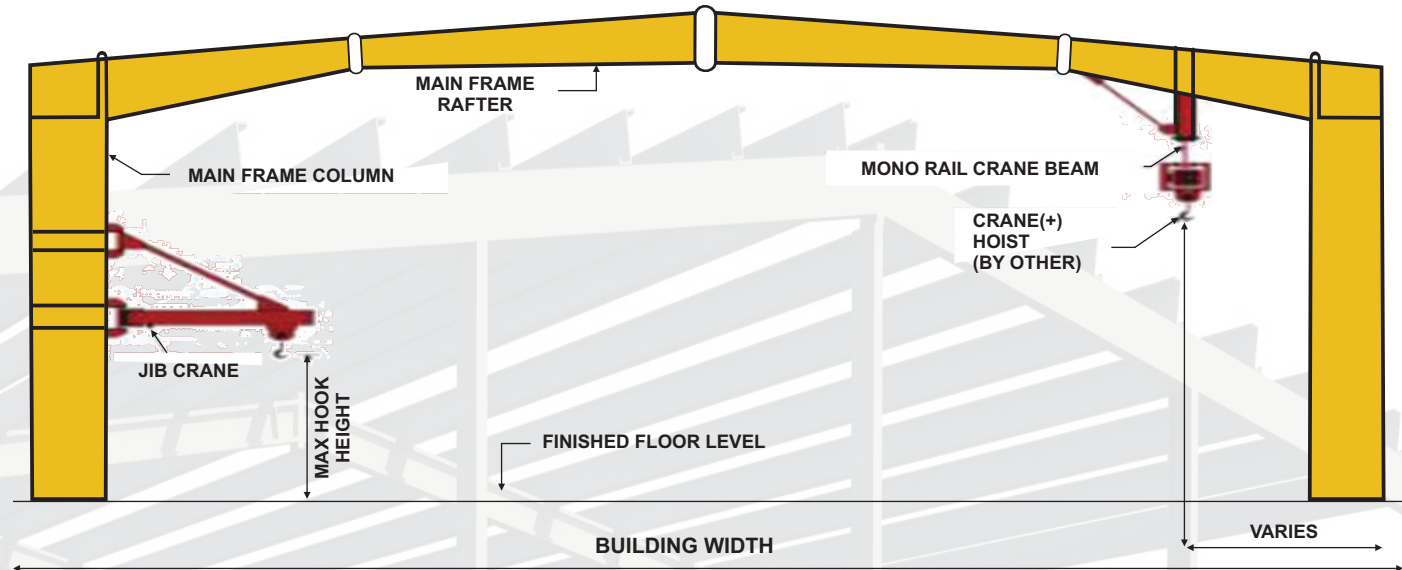 MAIN FRAME
RAFTER
MAIN FRAME COLUMN
MONO RAIL CRANE BEAM
CRANE(+)
HOIST
(BY OTHER)
JIB CRANE
MAX HOOK
HEIGHT
FINISHED FLOOR LEVEL
VARIES
BUILDING WIDTH